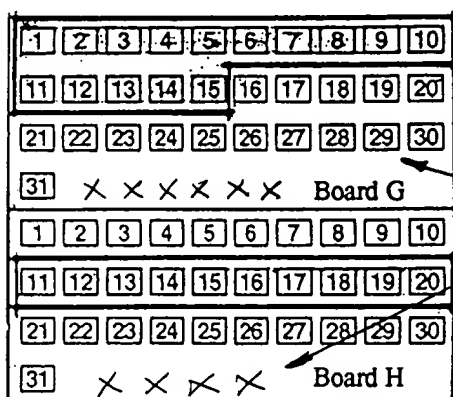 1 2 3 4 5 6 7 8 9 10
11 12 13 14 15 16 17 18 19 20
21 22 23 24 25 26 27 28 29 30
31 X X X X X X Board G
1 2 3 4 5 6 7 8 9 10
11 12 13 14 15 16 17 18 19 20
21 22 23 24 25 26 27 28 29 30
31 X X X X Board H